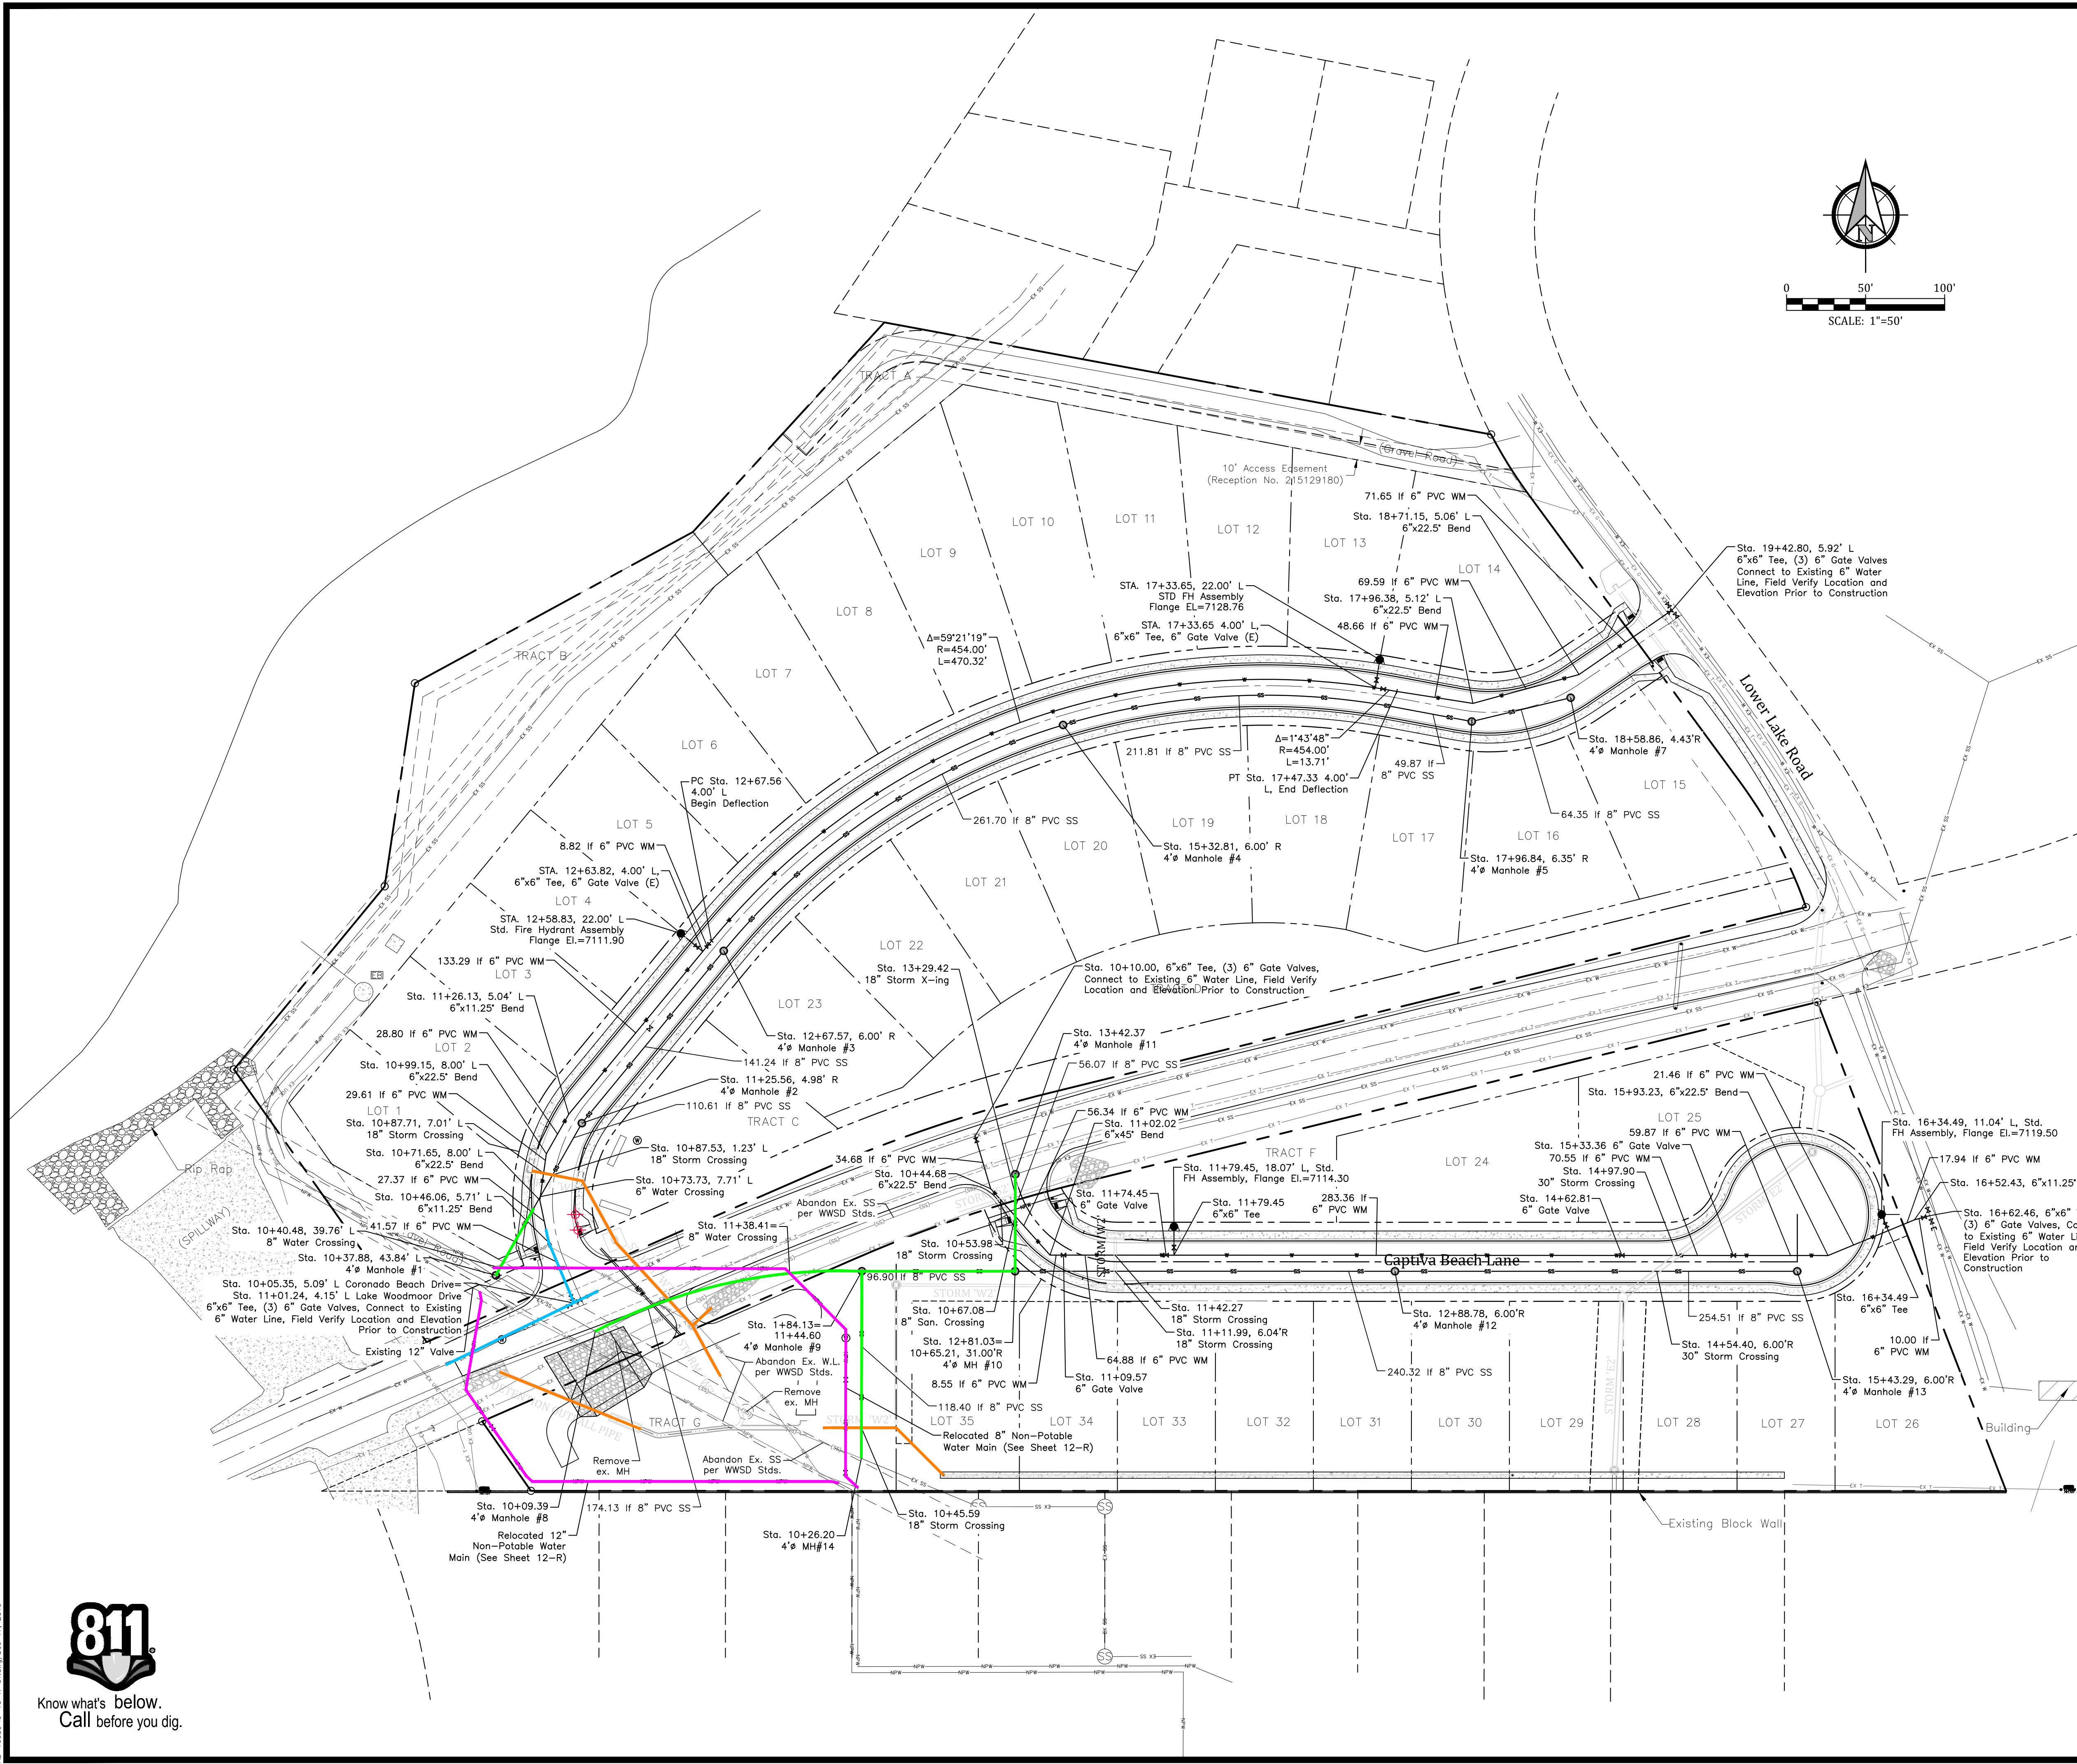 N
0 50' 100'
SCALE: 1"=50'
TRACT A
(Gravel Road)
10' Access Easement
(Reception No. 215129180)
71.65 lf 6" PVC WM
Sta. 18+71.15, 5.06' L
6"x22.5° Bend
LOT 10
LOT 11
LOT 12
LOT 13
LOT 14
LOT 9
LOT 8
LOT 7
LOT 6
LOT 5
LOT 4
LOT 3
LOT 2
LOT 1
TRACT B
Sta. 19+42.80, 5.92' L
6"x6" Tee, (3) 6" Gate Valves
Connect to Existing 6" Water
Line, Field Verify Location and
Elevation Prior to Construction
STA. 17+33.65, 22.00' L
STD FH Assembly
Flange EL=7128.76
STA. 17+33.65 4.00' L,
6"x6" Tee, 6" Gate Valve (E)
69.59 lf 6" PVC WM
Sta. 17+96.38, 5.12' L
6"x22.5° Bend
48.66 lf 6" PVC WM
Δ=59°21'19"
R=454.00'
L=470.32'
Lower Lake Road
211.81 lf 8" PVC SS
Δ=1°43'48"
R=454.00'
L=13.71'
PT Sta. 17+47.33 4.00'
L, End Deflection
49.87 lf
8" PVC SS
Sta. 18+58.86, 4.43'R
4'ø Manhole #7
64.35 lf 8" PVC SS
LOT 15
LOT 16
LOT 17
LOT 18
LOT 19
LOT 20
LOT 21
LOT 22
LOT 23
PC Sta. 12+67.56
4.00' L
Begin Deflection
261.70 lf 8" PVC SS
Sta. 15+32.81, 6.00' R
4'ø Manhole #4
Sta. 17+96.84, 6.35' R
4'ø Manhole #5
8.82 lf 6" PVC WM
STA. 12+63.82, 4.00' L,
6"x6" Tee, 6" Gate Valve (E)
STA. 12+58.83, 22.00' L
Std. Fire Hydrant Assembly
Flange El.=7111.90
133.29 lf 6" PVC WM
Sta. 11+26.13, 5.04' L
6"x11.25° Bend
28.80 lf 6" PVC WM
Sta. 10+99.15, 8.00' L
6"x22.5° Bend
29.61 lf 6" PVC WM
Sta. 10+87.71, 7.01' L
18" Storm Crossing
Sta. 10+71.65, 8.00' L
6"x22.5° Bend
27.37 lf 6" PVC WM
Sta. 10+46.06, 5.71' L
6"x11.25° Bend
41.57 lf 6" PVC WM
Sta. 10+40.48, 39.76' L
8" Water Crossing
Sta. 10+37.88, 43.84' L
4'ø Manhole #1
Sta. 10+05.35, 5.09' L Coronado Beach Drive=
Sta. 11+01.24, 4.15' L Lake Woodmoor Drive
6"x6" Tee, (3) 6" Gate Valves, Connect to Existing
6" Water Line, Field Verify Location and Elevation
Prior to Construction
Existing 12" Valve
Rip Rap
(SPILLWAY)
Sta. 13+29.42
18" Storm X-ing
Sta. 10+10.00, 6"x6" Tee, (3) 6" Gate Valves,
Connect to Existing 6" Water Line, Field Verify
Location and Elevation Prior to Construction
TRACT D
Sta. 12+67.57, 6.00' R
4'ø Manhole #3
141.24 lf 8" PVC SS
Sta. 11+25.56, 4.98' R
4'ø Manhole #2
110.61 lf 8" PVC SS
TRACT C
Sta. 10+87.53, 1.23' L
18" Storm Crossing
Sta. 10+73.73, 7.71' L
6" Water Crossing
Sta. 13+42.37
4'ø Manhole #11
56.07 lf 8" PVC SS
56.34 lf 6" PVC WM
Sta. 11+02.02
6"x45° Bend
34.68 lf 6" PVC WM
Sta. 10+44.68
6"x22.5° Bend
Abandon Ex. SS
per WWSD Stds.
Sta. 11+38.41=
8" Water Crossing
Sta. 10+53.98
18" Storm Crossing
96.90 lf 8" PVC SS
Sta. 10+67.08
8" San. Crossing
Sta. 12+81.03=
10+65.21, 31.00'R
4'ø MH #10
8.55 lf 6" PVC WM
Sta. 11+74.45
6" Gate Valve
TRACT F
Sta. 11+79.45, 18.07' L, Std.
FH Assembly, Flange El.=7114.30
Sta. 11+79.45
6"x6" Tee
283.36 lf
6" PVC WM
LOT 24
LOT 25
21.46 lf 6" PVC WM
Sta. 15+93.23, 6"x22.5° Bend
59.87 lf 6" PVC WM
Sta. 15+33.36 6" Gate Valve
70.55 lf 6" PVC WM
Sta. 14+97.90
30" Storm Crossing
Sta. 14+62.81
6" Gate Valve
Sta. 16+34.49, 11.04' L, Std.
FH Assembly, Flange El.=7119.50
17.94 lf 6" PVC WM
Sta. 16+52.43, 6"x11.25°
Sta. 16+62.46, 6"x6"
(3) 6" Gate Valves, Co
to Existing 6" Water Li
Field Verify Location an
Elevation Prior to
Construction
Captiva Beach Lane
STORM 'W2'
STORM 'W2'
STORM 'W2'
STORM 'E2'
STORM 'E2'
Sta. 11+42.27
18" Storm Crossing
Sta. 11+11.99, 6.04'R
18" Storm Crossing
64.88 lf 6" PVC WM
Sta. 11+09.57
6" Gate Valve
Sta. 12+88.78, 6.00'R
4'ø Manhole #12
240.32 lf 8" PVC SS
254.51 lf 8" PVC SS
Sta. 14+54.40, 6.00'R
30" Storm Crossing
Sta. 16+34.49
6"x6" Tee
10.00 lf
6" PVC WM
Sta. 15+43.29, 6.00'R
4'ø Manhole #13
Sta. 1+84.13=
11+44.60
4'ø Manhole #9
Abandon Ex. W.L.
per WWSD Stds.
Remove
ex. MH
118.40 lf 8" PVC SS
Relocated 8" Non-Potable
Water Main (See Sheet 12-R)
TRACT G
LOT 35
LOT 34
LOT 33
LOT 32
LOT 31
LOT 30
LOT 29
LOT 28
LOT 27
LOT 26
Building
Remove
ex. MH
Abandon Ex. SS
per WWSD Stds.
Sta. 10+09.39
4'ø Manhole #8
174.13 lf 8" PVC SS
Relocated 12"
Non-Potable Water
Main (See Sheet 12-R)
Sta. 10+26.20
4'ø MH#14
Sta. 10+45.59
18" Storm Crossing
Existing Block Wall
811
Know what's below.
Call before you dig.